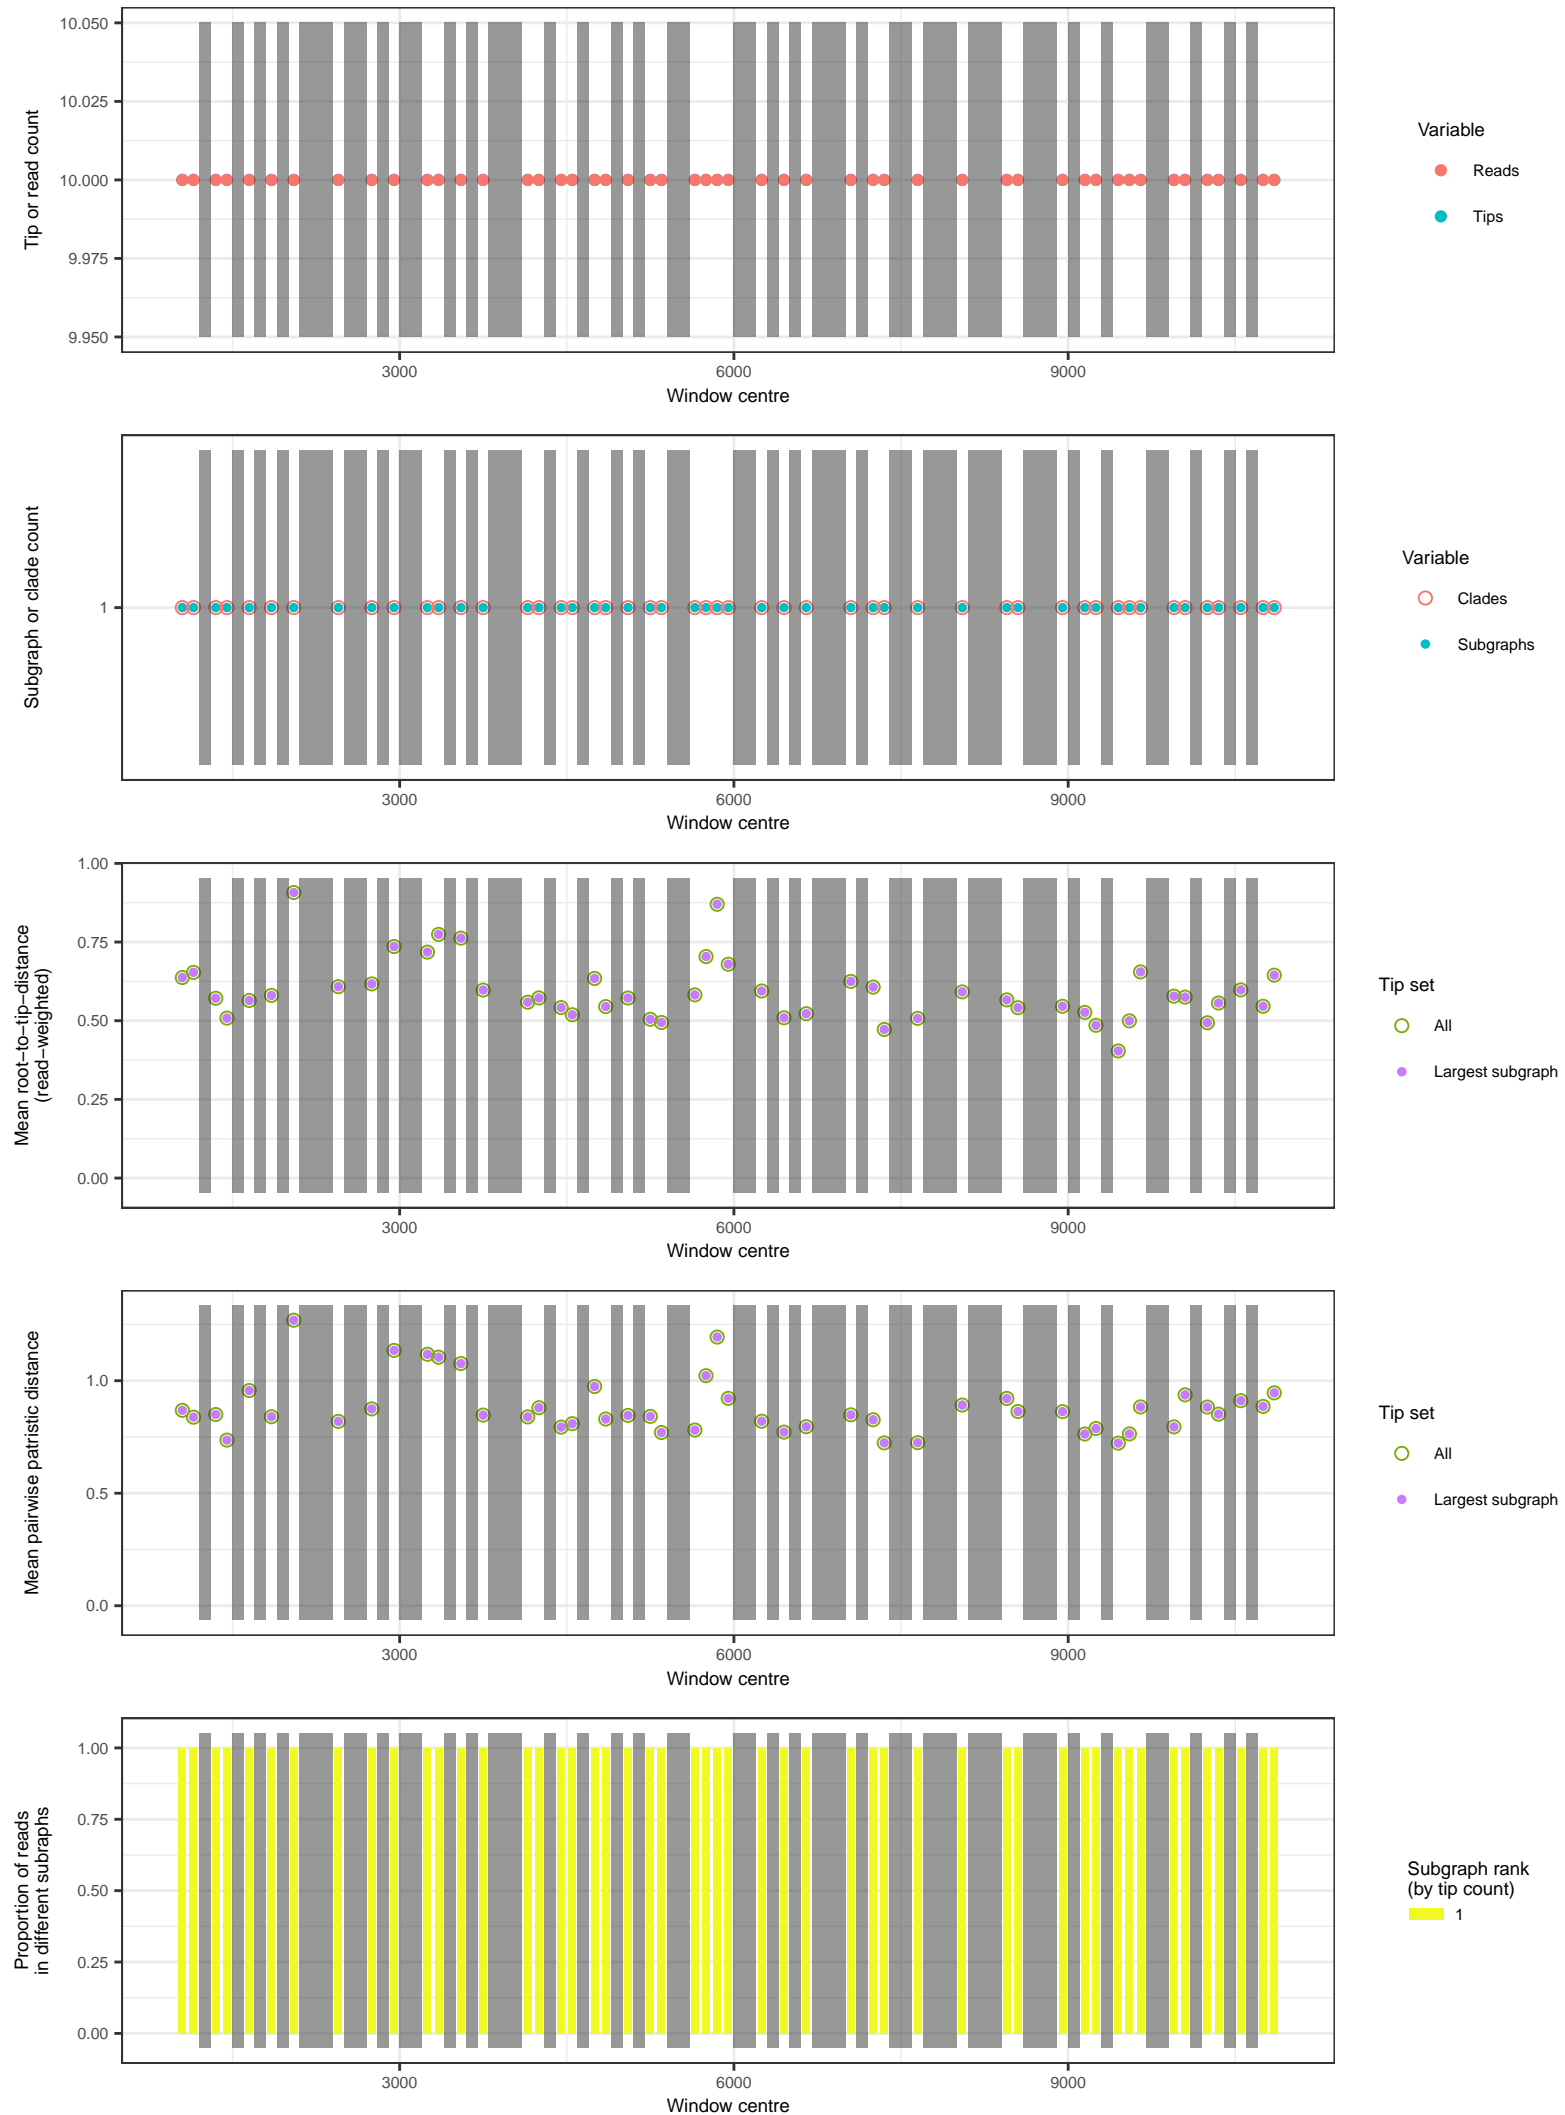 10.050
10.025
10.000
9.975
9.950
Tip or read count
3000
6000
9000
Window centre
Variable
Reads
Tips
1
Subgraph or clade count
3000
6000
9000
Window centre
Variable
Clades
Subgraphs
1.00
0.75
0.50
0.25
0.00
Mean root−to−tip−distance
(read−weighted)
3000
6000
9000
Window centre
Tip set
All
Largest subgraph
1.0
0.5
0.0
Mean pairwise patristic distance
3000
6000
9000
Window centre
Tip set
All
Largest subgraph
1.00
0.75
0.50
0.25
0.00
Proportion of reads
in different subraphs
3000
6000
9000
Window centre
Subgraph rank
(by tip count)
1